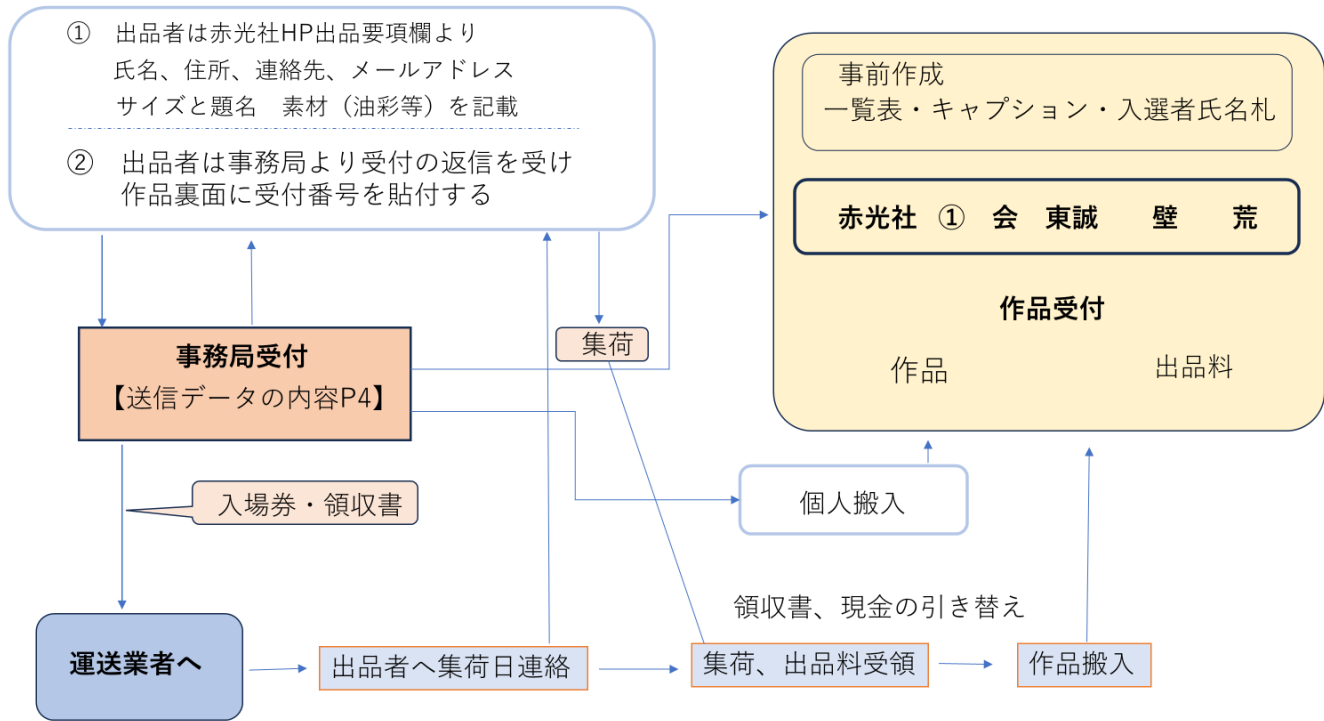 ① 出品者は赤光社HP出品要項欄より
氏名、住所、連絡先、メールアドレス
サイズと題名　素材（油彩等）を記載
② 出品者は事務局より受付の返信を受け
作品裏面に受付番号を貼付する
事前作成
一覧表・キャプション・入選者氏名札
赤光社　①　会　東誠　壁　荒
作品受付
作品　出品料
事務局受付
【送信データの内容P4】
集荷
入場券・領収書
個人搬入
領収書、現金の引き替え
運送業者へ
出品者へ集荷日連絡
集荷、出品料受領
作品搬入